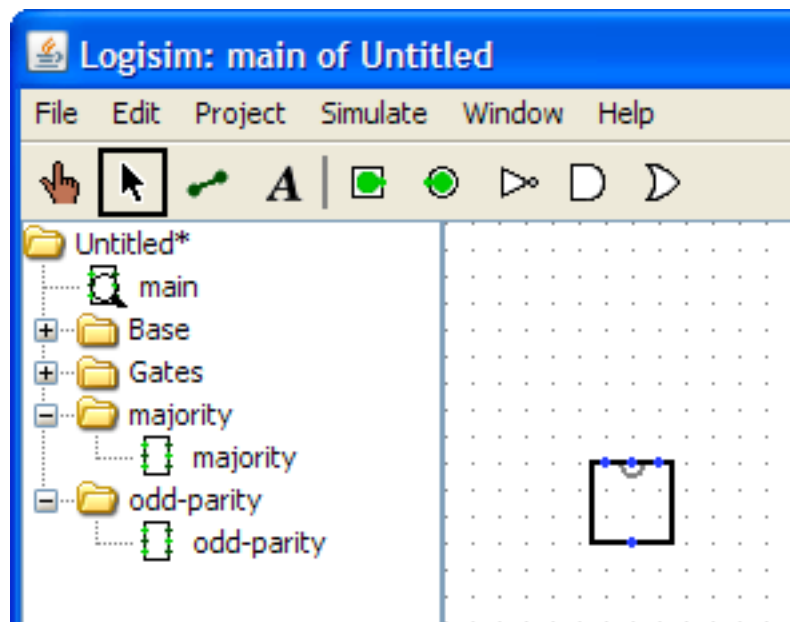 Logisim: main of Untitled
File Edit Project Simulate Window Help
A
Untitled*
main
Base
Gates
majority
majority
odd-parity
odd-parity